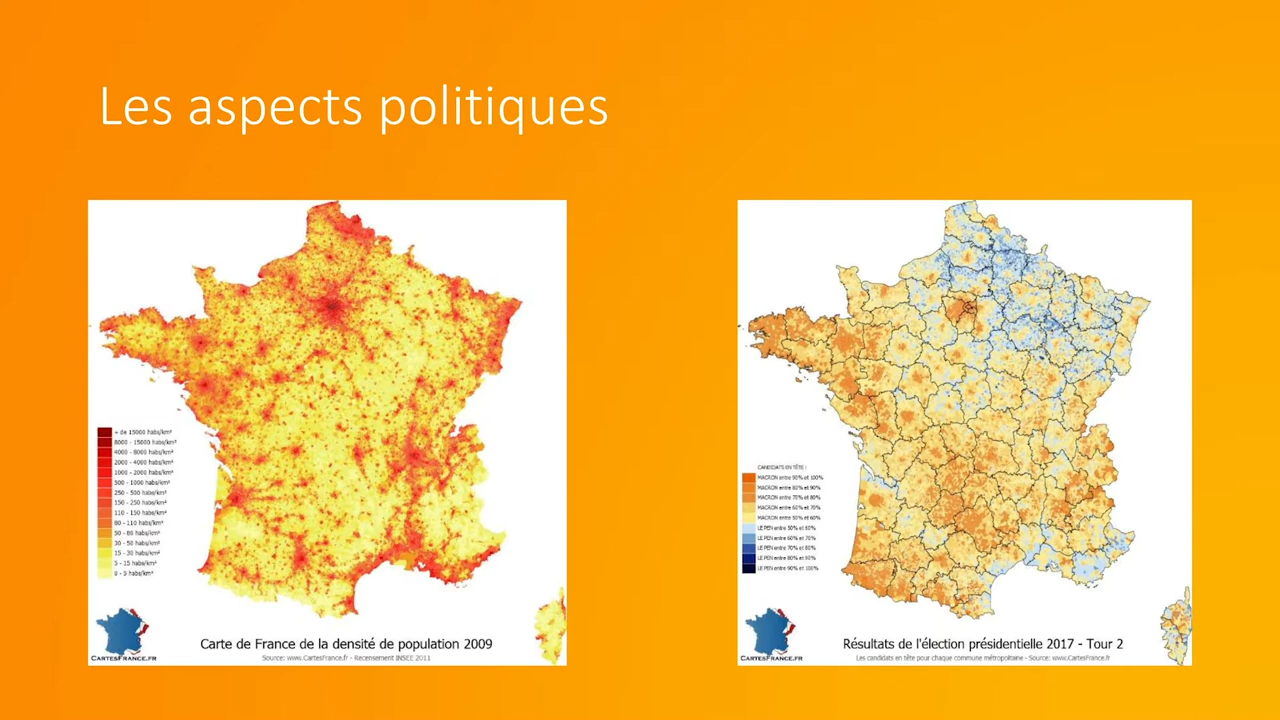 Les aspects politiques
+ de 15000 habs/km²
8000 - 15000 habs/km²
4000 - 8000 habs/km²
2000 - 4000 habs/km²
1000 - 2000 habs/km²
500 - 1000 habs/km²
250 - 500 habs/km²
150 - 250 habs/km²
110 - 150 habs/km²
80 - 110 habs/km²
50 - 80 habs/km²
30 - 50 habs/km²
15 - 30 habs/km²
5 - 15 habs/km²
0 - 5 habs/km²
CARTESFRANCE.FR
Carte de France de la densité de population 2009
Source: www.CartesFrance.fr - Recensement INSEE 2011
CANDIDATS EN TÊTE :
MACRON entre 90% et 100%
MACRON entre 80% et 90%
MACRON entre 70% et 80%
MACRON entre 60% et 70%
MACRON entre 50% et 60%
LE PEN entre 50% et 60%
LE PEN entre 60% et 70%
LE PEN entre 70% et 80%
LE PEN entre 80% et 90%
LE PEN entre 90% et 100%
CARTESFRANCE.FR
Résultats de l'élection présidentielle 2017 - Tour 2
Les candidats en tête pour chaque commune métropolitaine - Source: www.CartesFrance.fr